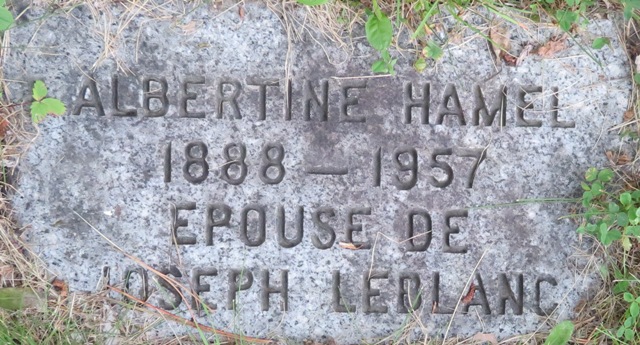 ALBERTINE HAMEL
1888 — 1957
EPOUSE DE
JOSEPH LEBLANC